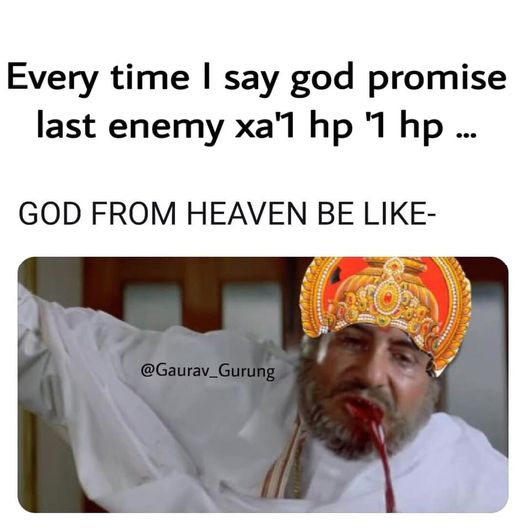 Every time I say god promise
last enemy xa'1 hp '1 hp ...
GOD FROM HEAVEN BE LIKE-
@Gaurav_Gurung